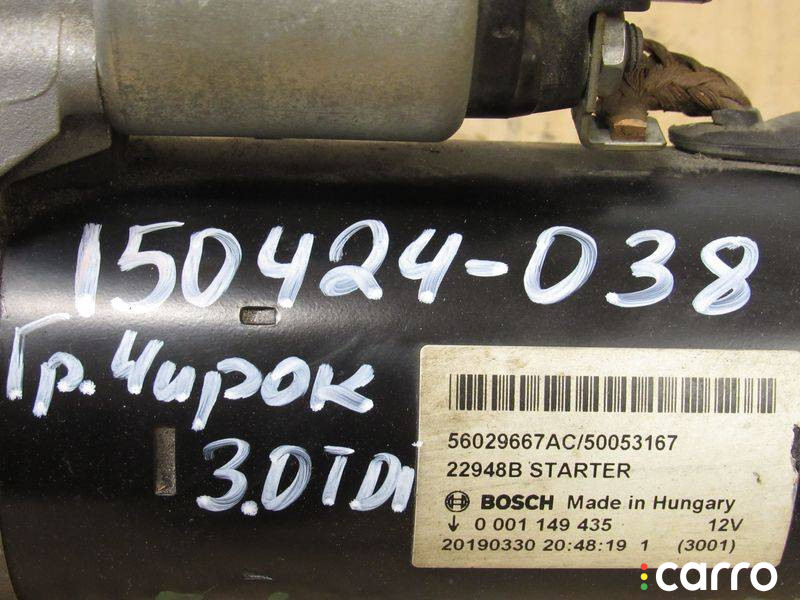 150424-038
Гр. Чирок
3.0TDI
56029667AC/50053167
22948B STARTER
BOSCH Made in Hungary
↓ 0 001 149 435 12V
20190330 20:48:19 1 (3001)
carro